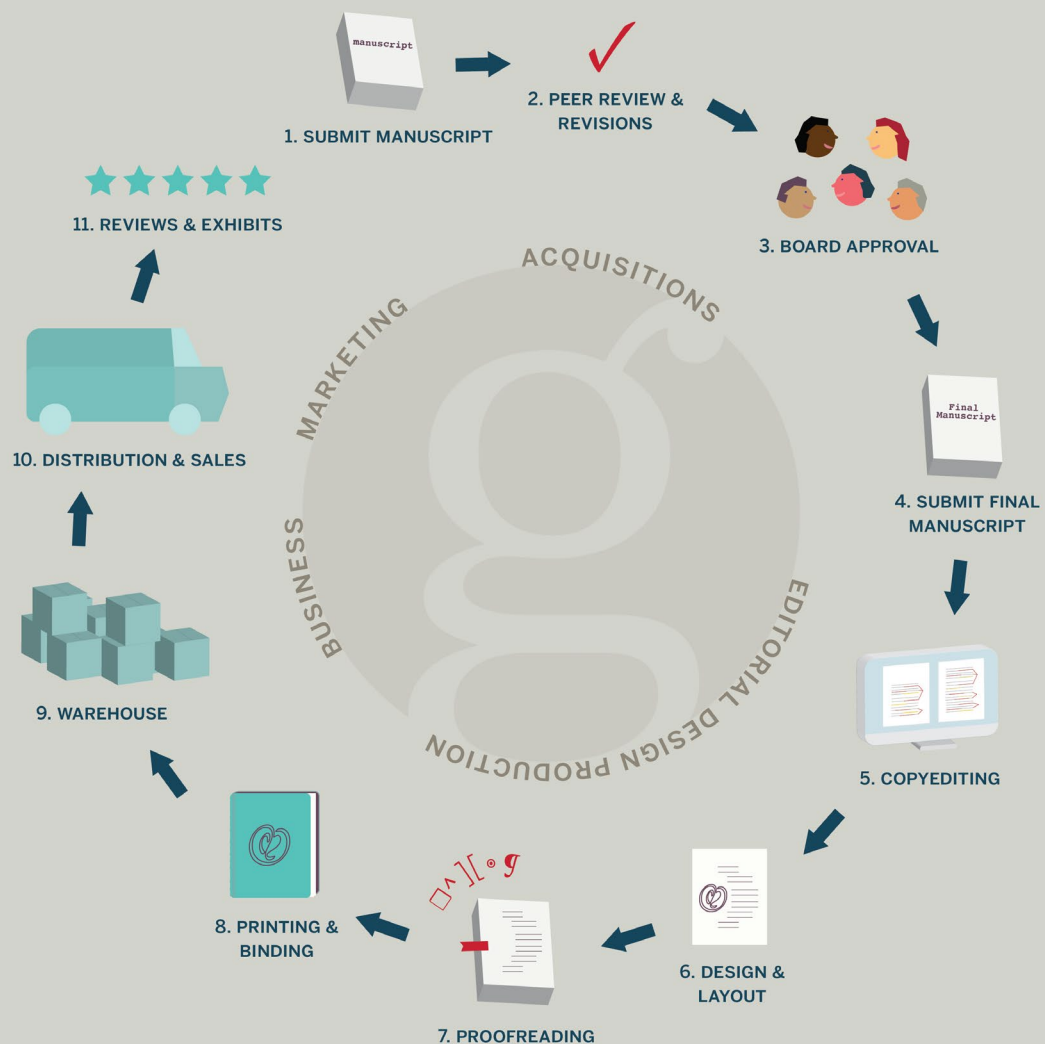 manuscript
1. SUBMIT MANUSCRIPT
2. PEER REVIEW &
REVISIONS
3. BOARD APPROVAL
Final
Manuscript
4. SUBMIT FINAL
MANUSCRIPT
5. COPYEDITING
6. DESIGN &
LAYOUT
7. PROOFREADING
8. PRINTING &
BINDING
9. WAREHOUSE
10. DISTRIBUTION & SALES
11. REVIEWS & EXHIBITS
ACQUISITIONS
EDITORIAL DESIGN PRODUCTION
BUSINESS
MARKETING
g